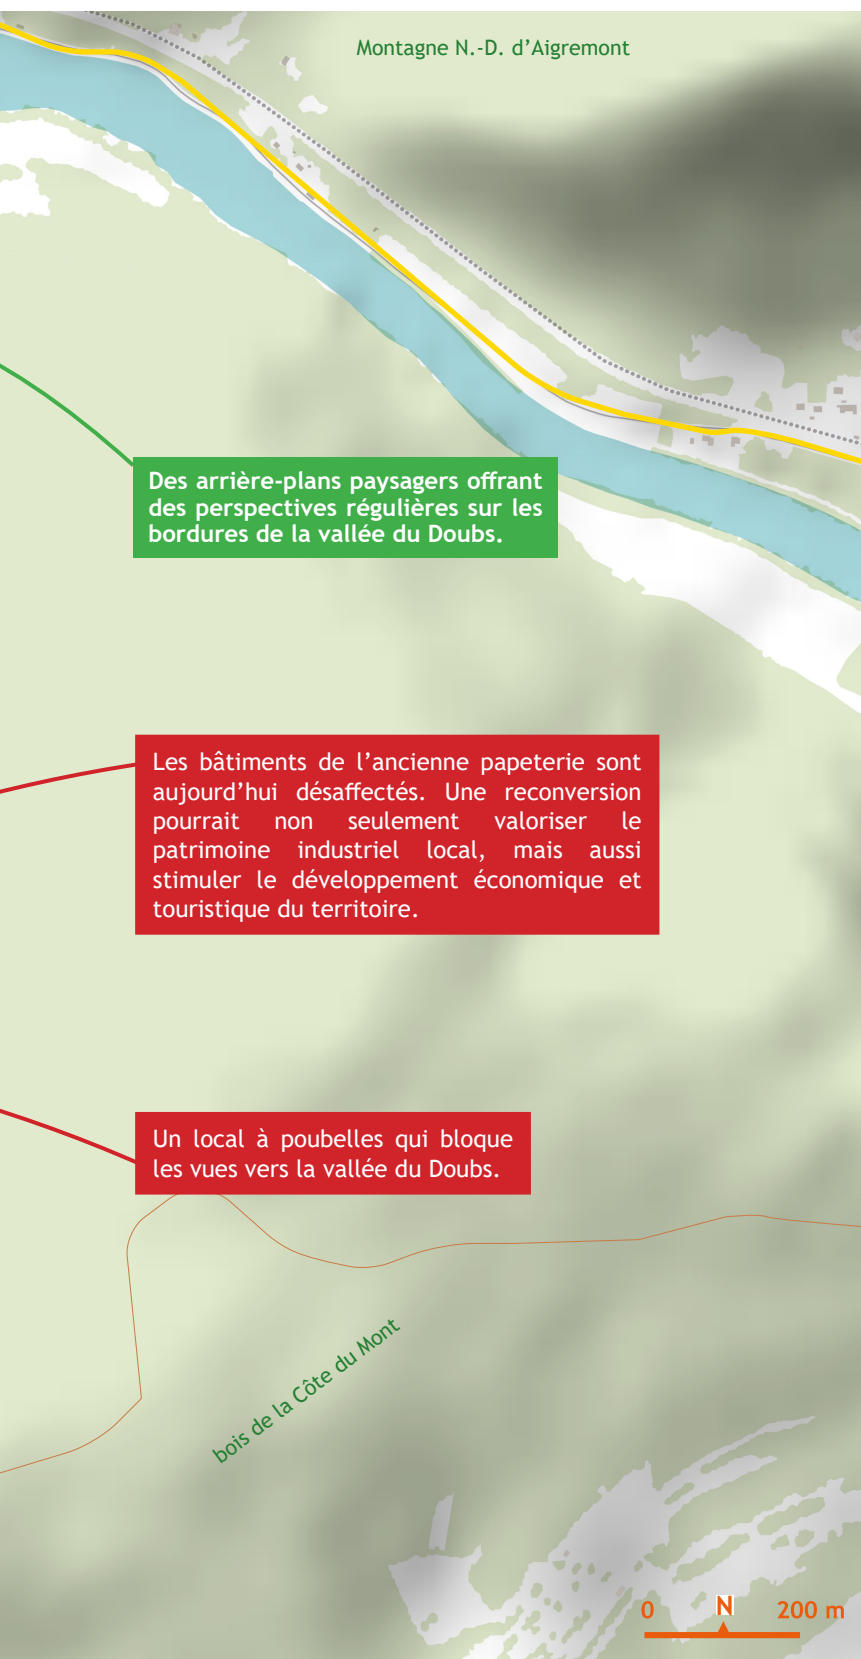 Montagne N.-D. d'Aigremont
Des arrière-plans paysagers offrant
des perspectives régulières sur les
bordures de la vallée du Doubs.
Les bâtiments de l'ancienne papeterie sont
aujourd'hui désaffectés. Une reconversion
pourrait non seulement valoriser le
patrimoine industriel local, mais aussi
stimuler le développement économique et
touristique du territoire.
Un local à poubelles qui bloque
les vues vers la vallée du Doubs.
bois de la Côte du Mont
0 N 200 m